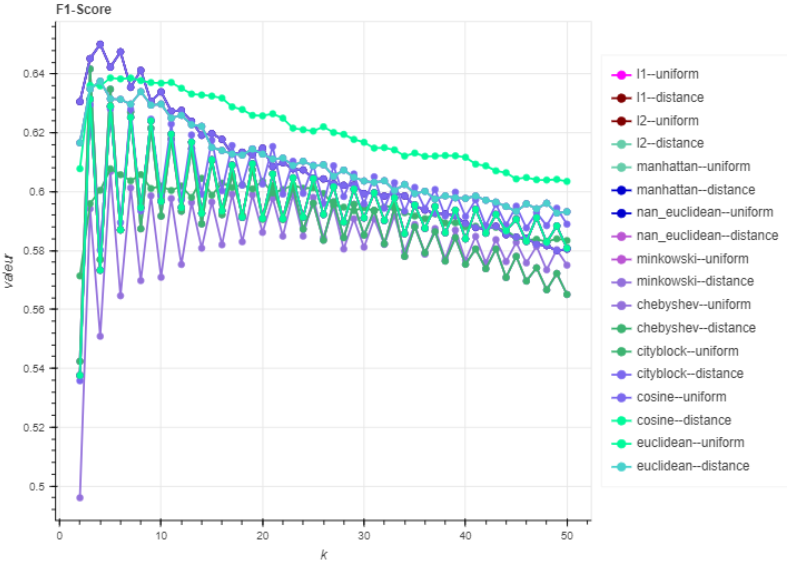 F1-Score
0.64
0.62
0.6
0.58
0.56
0.54
0.52
0.5
valeur
0
10
20
30
40
50
k
l1--uniform
l1--distance
l2--uniform
l2--distance
manhattan--uniform
manhattan--distance
nan_euclidean--uniform
nan_euclidean--distance
minkowski--uniform
minkowski--distance
chebyshev--uniform
chebyshev--distance
cityblock--uniform
cityblock--distance
cosine--uniform
cosine--distance
euclidean--uniform
euclidean--distance